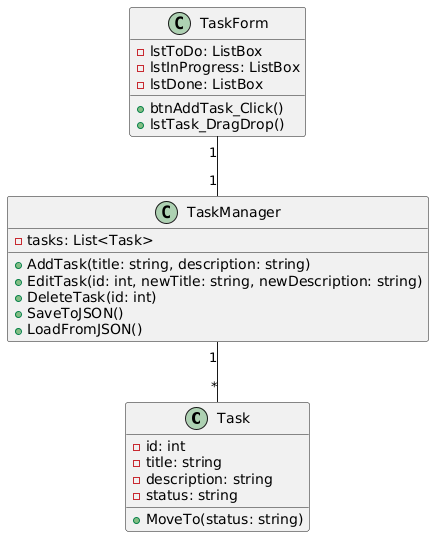 C TaskForm
lstToDo: ListBox
lstInProgress: ListBox
lstDone: ListBox
btnAddTask_Click()
lstTask_DragDrop()
1
1
C TaskManager
tasks: List<Task>
AddTask(title: string, description: string)
EditTask(id: int, newTitle: string, newDescription: string)
DeleteTask(id: int)
SaveToJSON()
LoadFromJSON()
1
*
C Task
id: int
title: string
description: string
status: string
MoveTo(status: string)